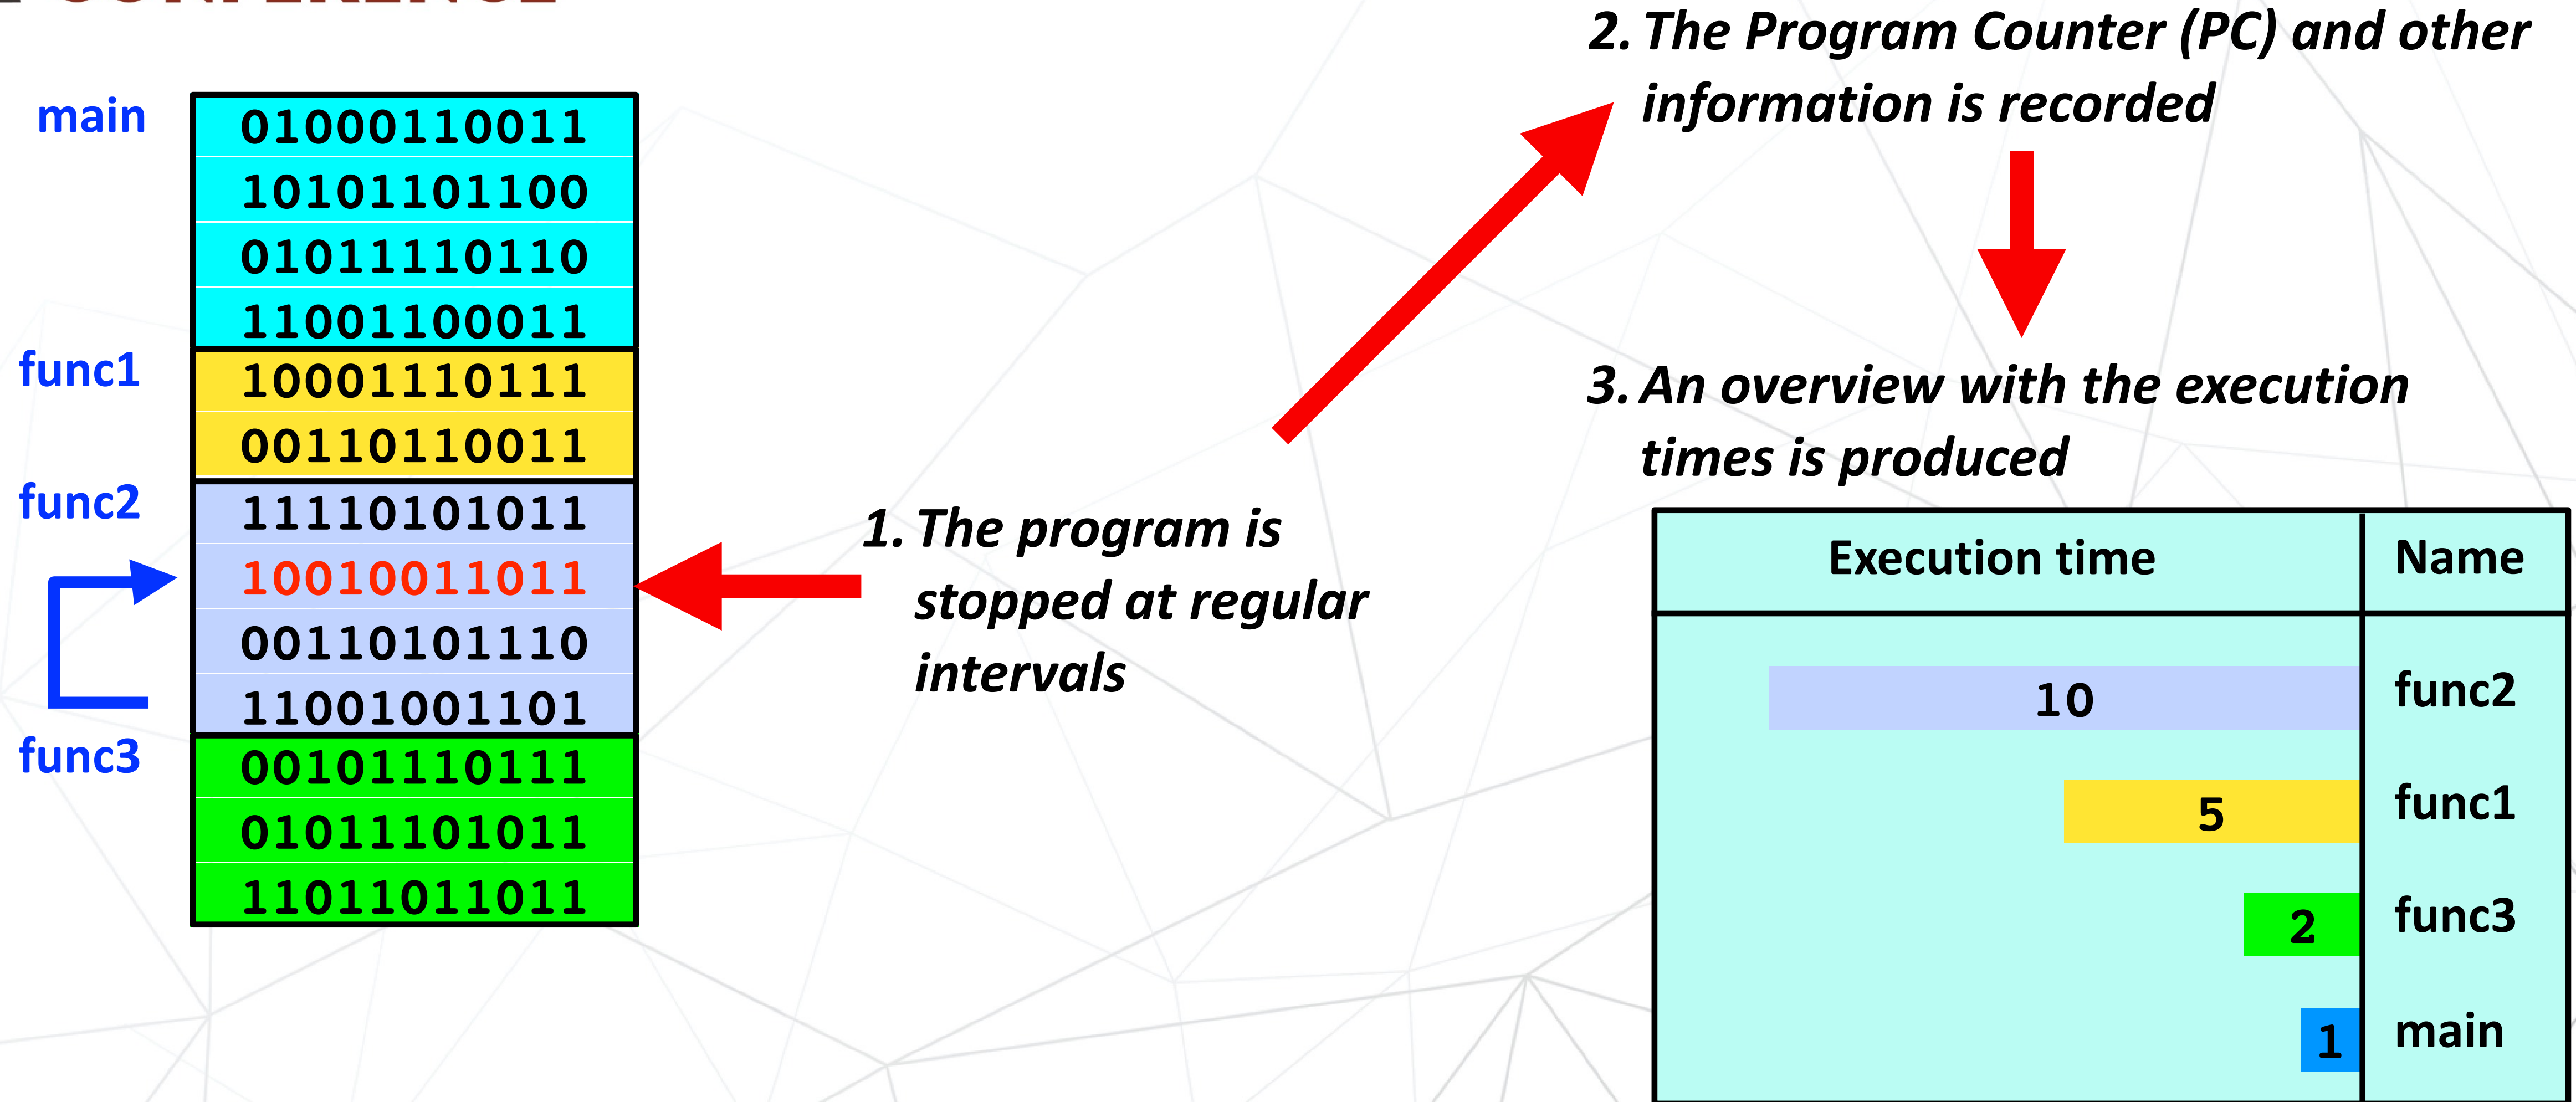 CONFERENCE
main
01000110011
10101101100
01011110110
11001100011
func1
10001110111
00110110011
func2
11110101011
10010011011
00110101110
11001001101
func3
00101110111
01011101011
11011011011
1. The program is
stopped at regular
intervals
2. The Program Counter (PC) and other
information is recorded
3. An overview with the execution
times is produced
Execution time Name
10 func2
5 func1
2 func3
1 main